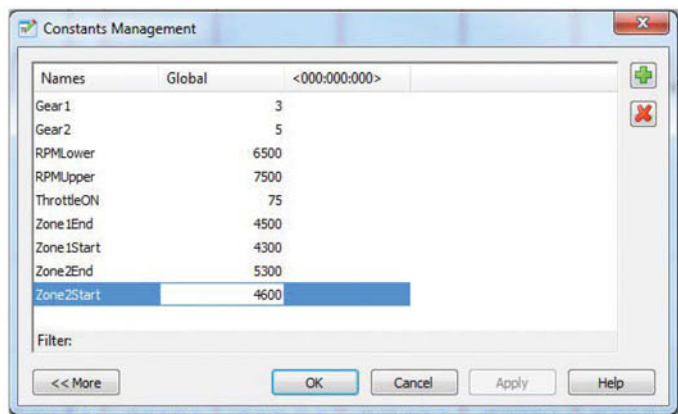 Constants Management
Names Global <000:000:000>
Gear1 3
Gear2 5
RPMLower 6500
RPMUpper 7500
ThrottleON 75
Zone1End 4500
Zone1Start 4300
Zone2End 5300
Zone2Start 4600
Filter:
<< More OK Cancel Apply Help